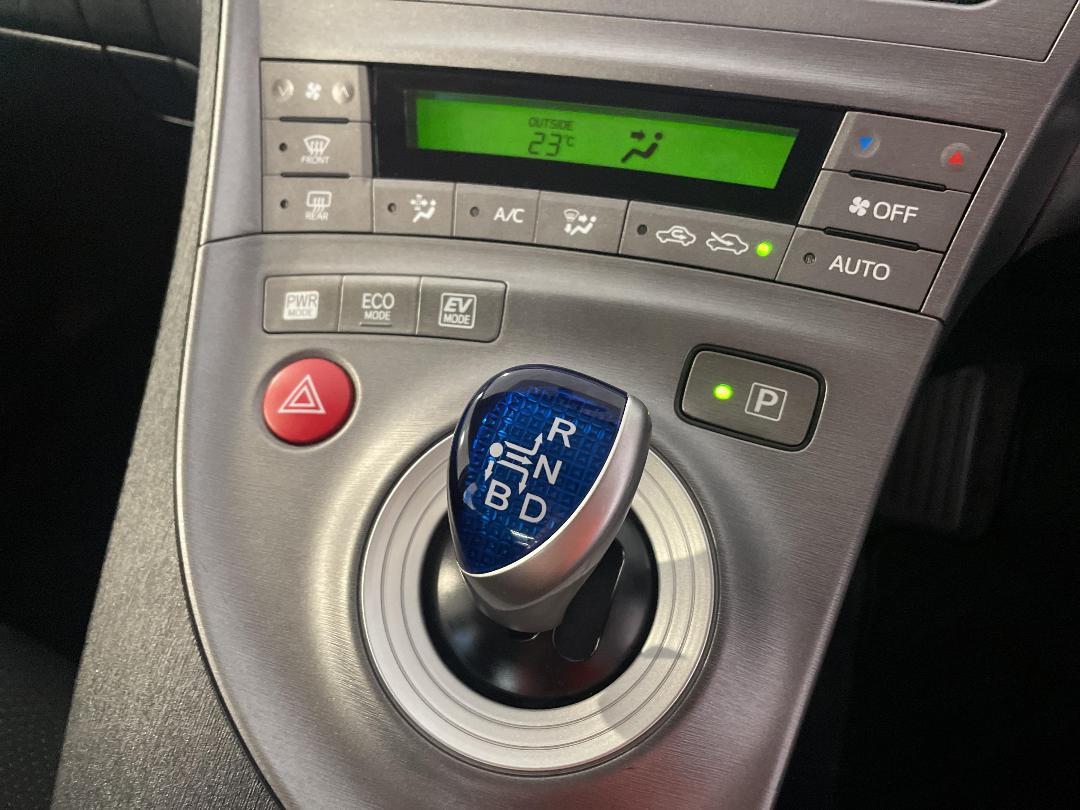 OUTSIDE
23°C
FRONT
REAR
A/C
OFF
AUTO
PWR
MODE
ECO
MODE
EV
MODE
P
R
N
B D